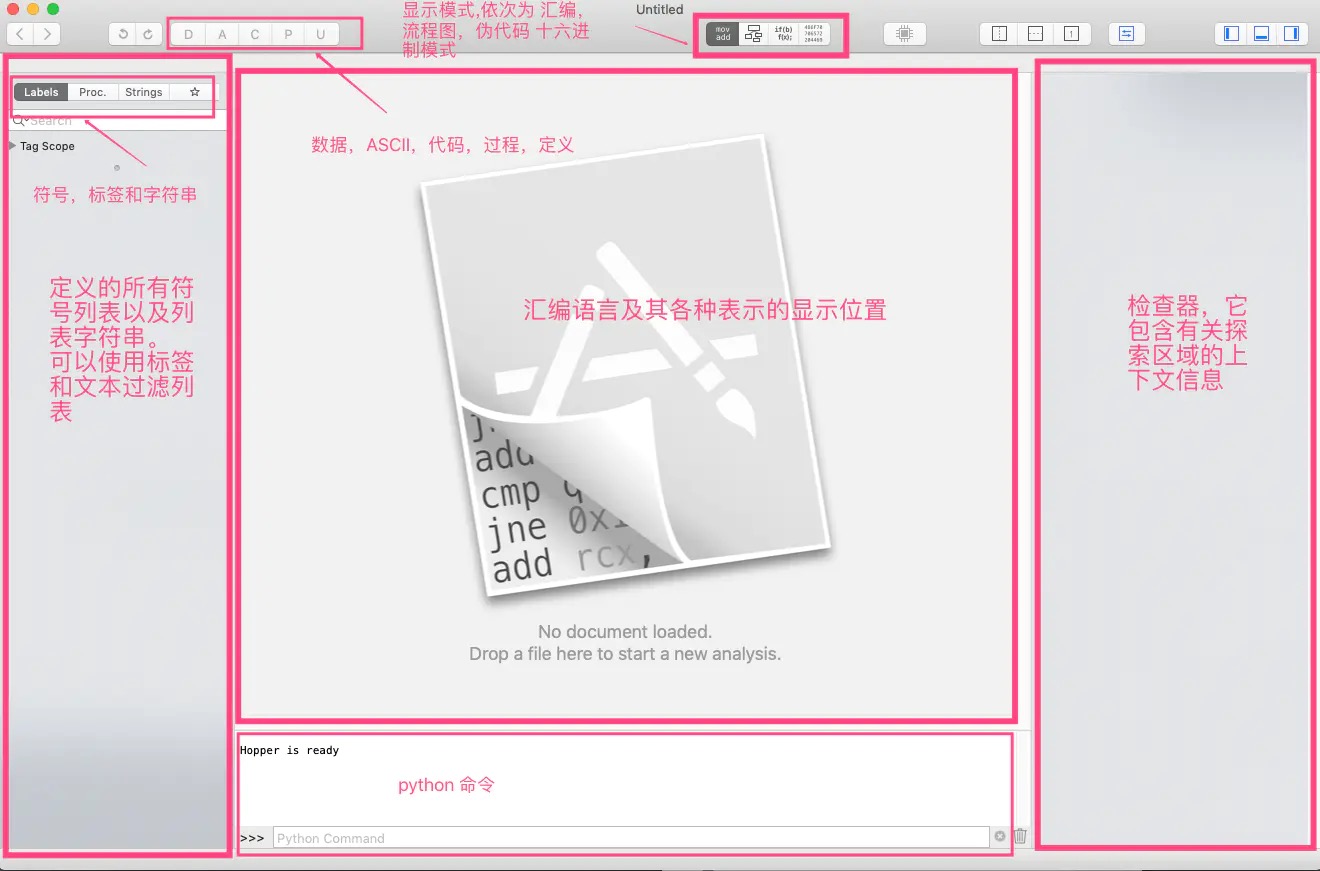 Untitled
显示模式,依次为 汇编,
流程图，伪代码 十六进
制模式
D A C P U
mov
add
if(b)
f(x);
Labels Proc. Strings ☆
Search
Tag Scope
数据，ASCII，代码，过程，定义
符号，标签和字符串
定义的所有符
号列表以及列
表字符串。
可以使用标签
和文本过滤列
表
汇编语言及其各种表示的显示位置
检查器，它
包含有关探
索区域的上
下文信息
add
cmp
jne
add rcx,
No document loaded.
Drop a file here to start a new analysis.
Hopper is ready
python 命令
>>> Python Command